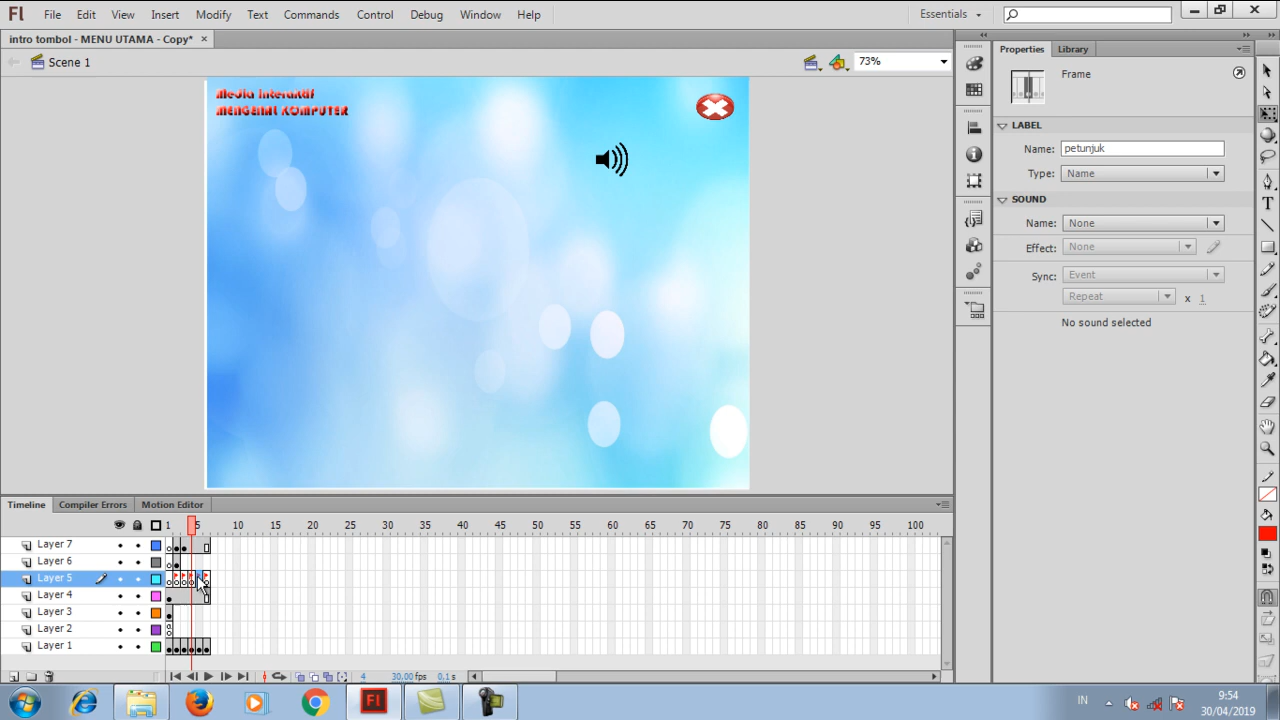 Fl File Edit View Insert Modify Text Commands Control Debug Window Help Essentials
intro tombol - MENU UTAMA - Copy*
Scene 1
73%
Media Interaktif
MENGENAL KOMPUTER
Properties Library
Frame
LABEL
Name: petunjuk
Type: Name
SOUND
Name: None
Effect: None
Sync: Event
Repeat x 1
No sound selected
Timeline Compiler Errors Motion Editor
1 5 10 15 20 25 30 35 40 45 50 55 60 65 70 75 80 85 90 95 100
Layer 7
Layer 6
Layer 5
Layer 4
Layer 3
Layer 2
Layer 1
4 30,00 fps 0,1 s
Fl
IN
9:54
30/04/2019